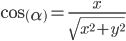 cos(α) = x / √(x² + y²)